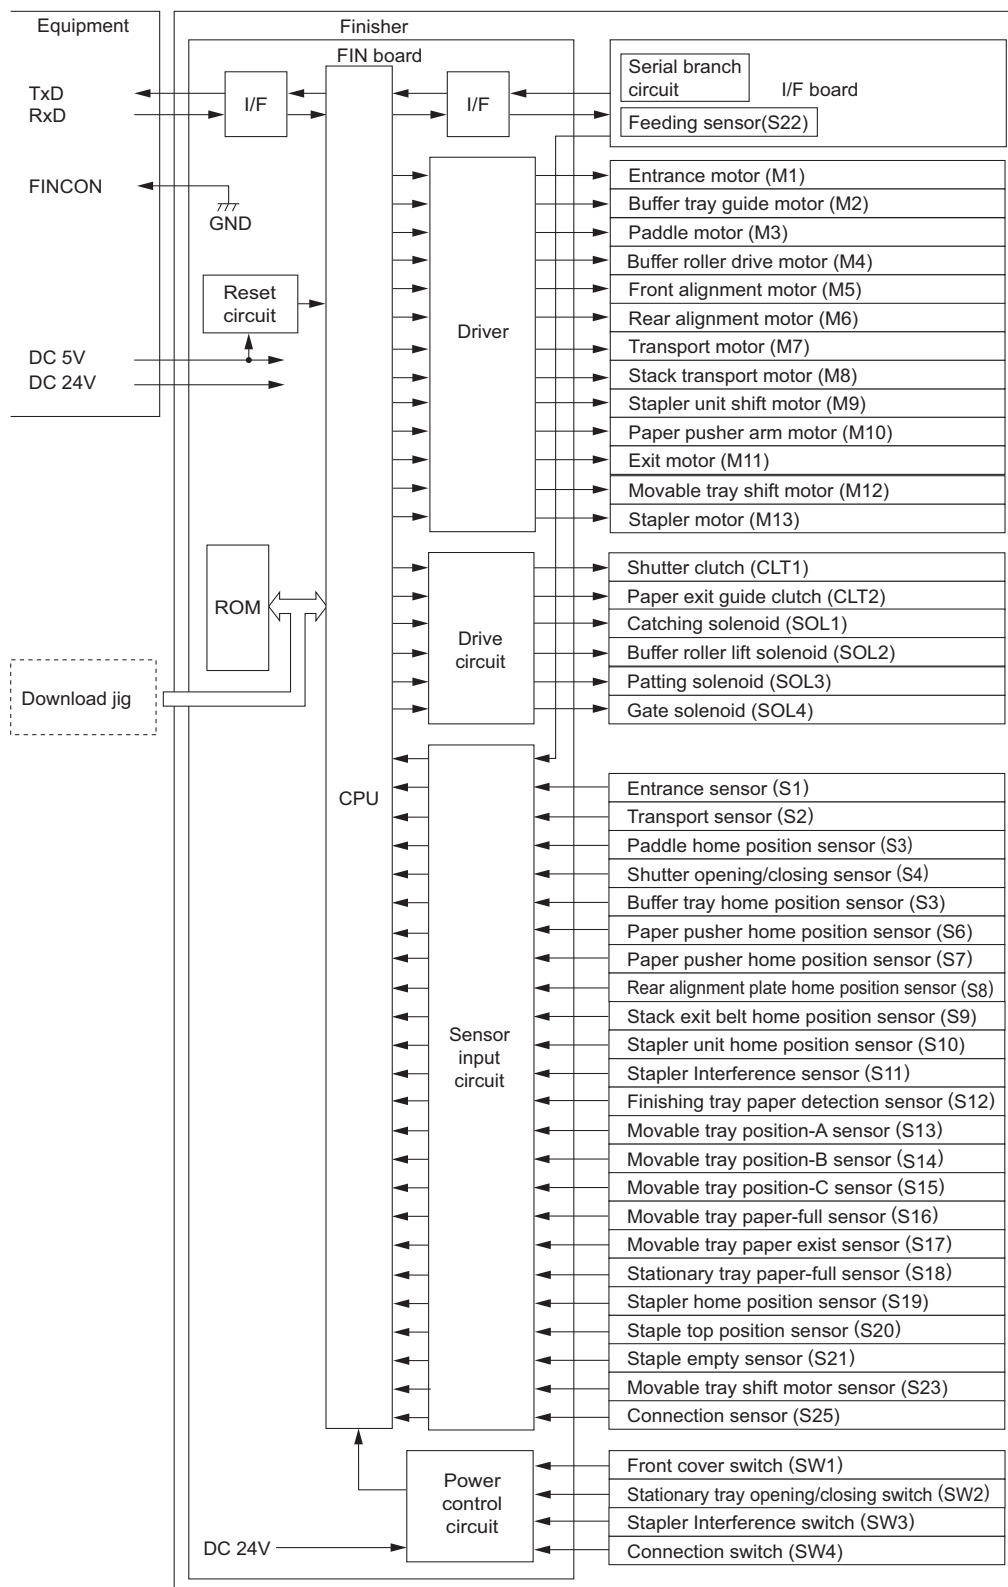 Equipment
Finisher
FIN board
TxD
RxD
I/F
I/F
Serial branch
circuit
I/F board
Feeding sensor(S22)
FINCON
GND
Reset
circuit
DC 5V
DC 24V
Driver
Entrance motor (M1)
Buffer tray guide motor (M2)
Paddle motor (M3)
Buffer roller drive motor (M4)
Front alignment motor (M5)
Rear alignment motor (M6)
Transport motor (M7)
Stack transport motor (M8)
Stapler unit shift motor (M9)
Paper pusher arm motor (M10)
Exit motor (M11)
Movable tray shift motor (M12)
Stapler motor (M13)
ROM
Download jig
Drive
circuit
Shutter clutch (CLT1)
Paper exit guide clutch (CLT2)
Catching solenoid (SOL1)
Buffer roller lift solenoid (SOL2)
Patting solenoid (SOL3)
Gate solenoid (SOL4)
CPU
Sensor
input
circuit
Entrance sensor (S1)
Transport sensor (S2)
Paddle home position sensor (S3)
Shutter opening/closing sensor (S4)
Buffer tray home position sensor (S3)
Paper pusher home position sensor (S6)
Paper pusher home position sensor (S7)
Rear alignment plate home position sensor (S8)
Stack exit belt home position sensor (S9)
Stapler unit home position sensor (S10)
Stapler Interference sensor (S11)
Finishing tray paper detection sensor (S12)
Movable tray position-A sensor (S13)
Movable tray position-B sensor (S14)
Movable tray position-C sensor (S15)
Movable tray paper-full sensor (S16)
Movable tray paper exist sensor (S17)
Stationary tray paper-full sensor (S18)
Stapler home position sensor (S19)
Staple top position sensor (S20)
Staple empty sensor (S21)
Movable tray shift motor sensor (S23)
Connection sensor (S25)
Power
control
circuit
DC 24V
Front cover switch (SW1)
Stationary tray opening/closing switch (SW2)
Stapler Interference switch (SW3)
Connection switch (SW4)